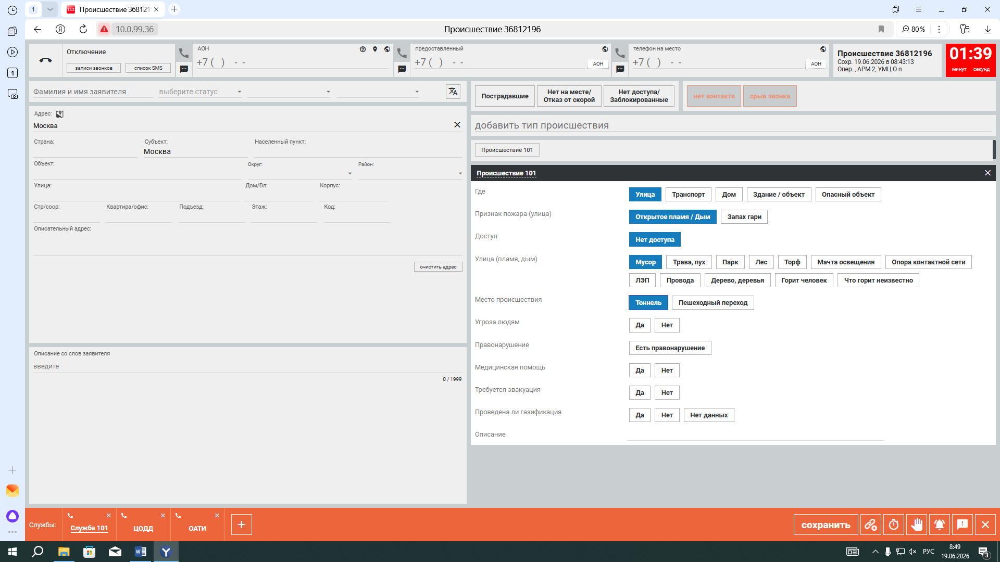 1
Происшествие 368121
10.0.99.36
Происшествие 36812196
80%
1
Отключение
записи звонков
список SMS
АОН
+7 ( ) - -
предоставленный
+7 ( ) - -
АОН
телефон на место
+7 ( ) - -
АОН
Происшествие 36812196
Сохр. 19.06.2026 в 08:43:13
Опер. , АРМ 2, УМЦ О п
01:39
минут секунд
Фамилия и имя заявителя
выберите статус
Пострадавшие
Нет на месте/
Отказ от скорой
Нет доступа/
Заблокированные
нет контакта
срыв звонка
Адрес:
Москва
Страна:
Субъект:
Москва
Населенный пункт:
Объект:
Округ:
Район:
Улица:
Дом/Вл:
Корпус:
Стр/соор:
Квартира/офис:
Подъезд:
Этаж:
Код:
Описательный адрес:
очистить адрес
Описание со слов заявителя
введите
0 / 1999
добавить тип происшествия
Происшествие 101
Происшествие 101
Где
Улица Транспорт Дом Здание / объект Опасный объект
Признак пожара (улица)
Открытое пламя / Дым Запах гари
Доступ
Нет доступа
Улица (пламя, дым)
Мусор Трава, пух Парк Лес Торф Мачта освещения Опора контактной сети
ЛЭП Провода Дерево, деревья Горит человек Что горит неизвестно
Место происшествия
Тоннель Пешеходный переход
Угроза людям
Да Нет
Правонарушение
Есть правонарушение
Медицинская помощь
Да Нет
Требуется эвакуация
Да Нет
Проведена ли газификация
Да Нет Нет данных
Описание
Службы:
Служба 101
ЦОДД
ОАТИ
сохранить
РУС
8:49
19.06.2026
3